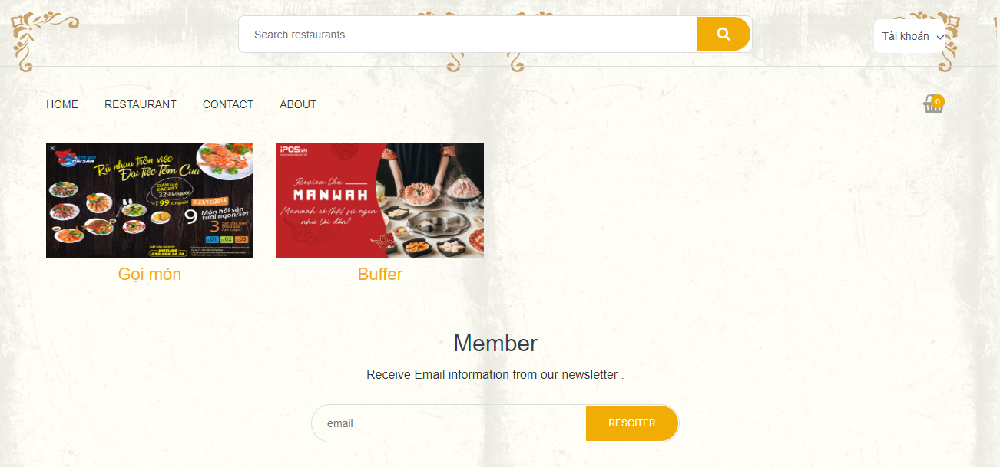 Search restaurants...
Tài khoản
HOME
RESTAURANT
CONTACT
ABOUT
0
HẢI SẢN
Rủ nhau trốn việc
Đại tiệc Tôm Cua
GIẢM GIÁ
ĐẶC BIỆT
329 k/người
199 k/người
5-23/12/2014
9 Món hải sản
tươi ngon/set
3
01
02
03
HOTLINE
iPOS.VN
Review lẩu
MANWAH
Manwah có thật sự ngon
như lời đồn?
Gọi món
Buffer
Member
Receive Email information from our newsletter .
email
RESGITER